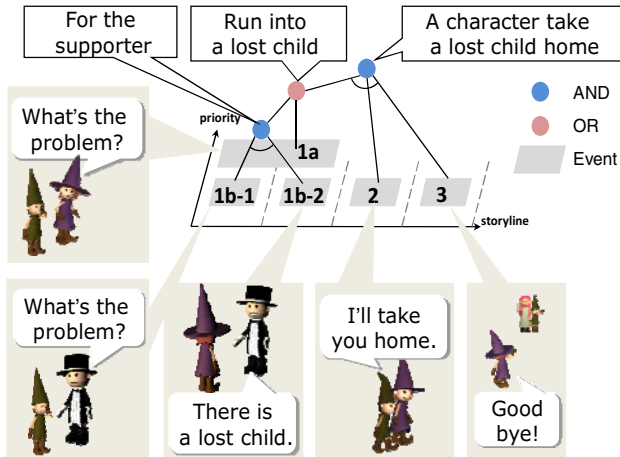 For the
supporter
Run into
a lost child
A character take
a lost child home
AND
OR
Event
What's the
problem?
priority
1a
1b-1
1b-2
2
3
storyline
What's the
problem?
There is
a lost child.
I'll take
you home.
Good
bye!